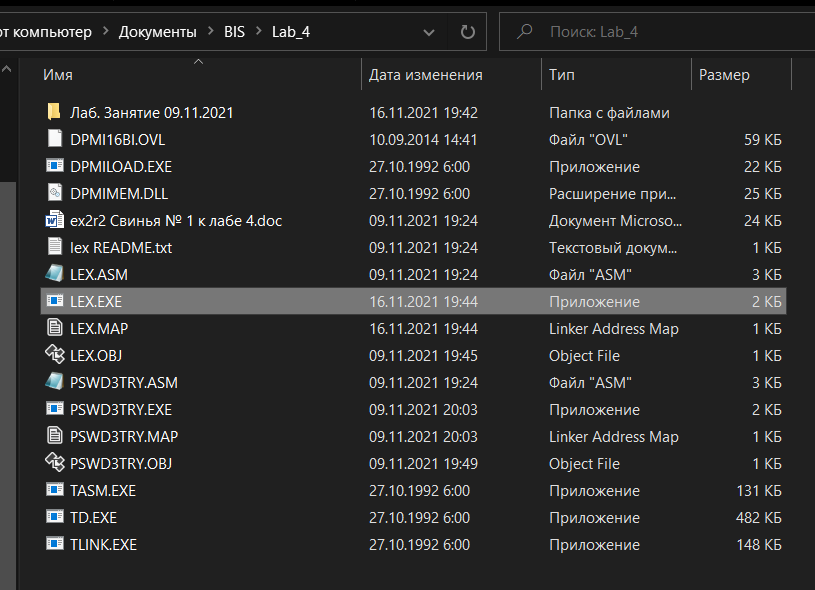 от компьютер > Документы > BIS > Lab_4 Поиск: Lab_4
Имя Дата изменения Тип Размер
Лаб. Занятие 09.11.2021 16.11.2021 19:42 Папка с файлами
DPMI16BI.OVL 10.09.2014 14:41 Файл "OVL" 59 КБ
DPMILOAD.EXE 27.10.1992 6:00 Приложение 22 КБ
DPMIMEM.DLL 27.10.1992 6:00 Расширение при... 25 КБ
ex2r2 Свинья № 1 к лабе 4.doc 09.11.2021 19:24 Документ Microso... 24 КБ
lex README.txt 09.11.2021 19:24 Текстовый докум... 1 КБ
LEX.ASM 09.11.2021 19:24 Файл "ASM" 3 КБ
LEX.EXE 16.11.2021 19:44 Приложение 2 КБ
LEX.MAP 16.11.2021 19:44 Linker Address Map 1 КБ
LEX.OBJ 09.11.2021 19:45 Object File 1 КБ
PSWD3TRY.ASM 09.11.2021 19:24 Файл "ASM" 3 КБ
PSWD3TRY.EXE 09.11.2021 20:03 Приложение 2 КБ
PSWD3TRY.MAP 09.11.2021 20:03 Linker Address Map 1 КБ
PSWD3TRY.OBJ 09.11.2021 19:49 Object File 1 КБ
TASM.EXE 27.10.1992 6:00 Приложение 131 КБ
TD.EXE 27.10.1992 6:00 Приложение 482 КБ
TLINK.EXE 27.10.1992 6:00 Приложение 148 КБ